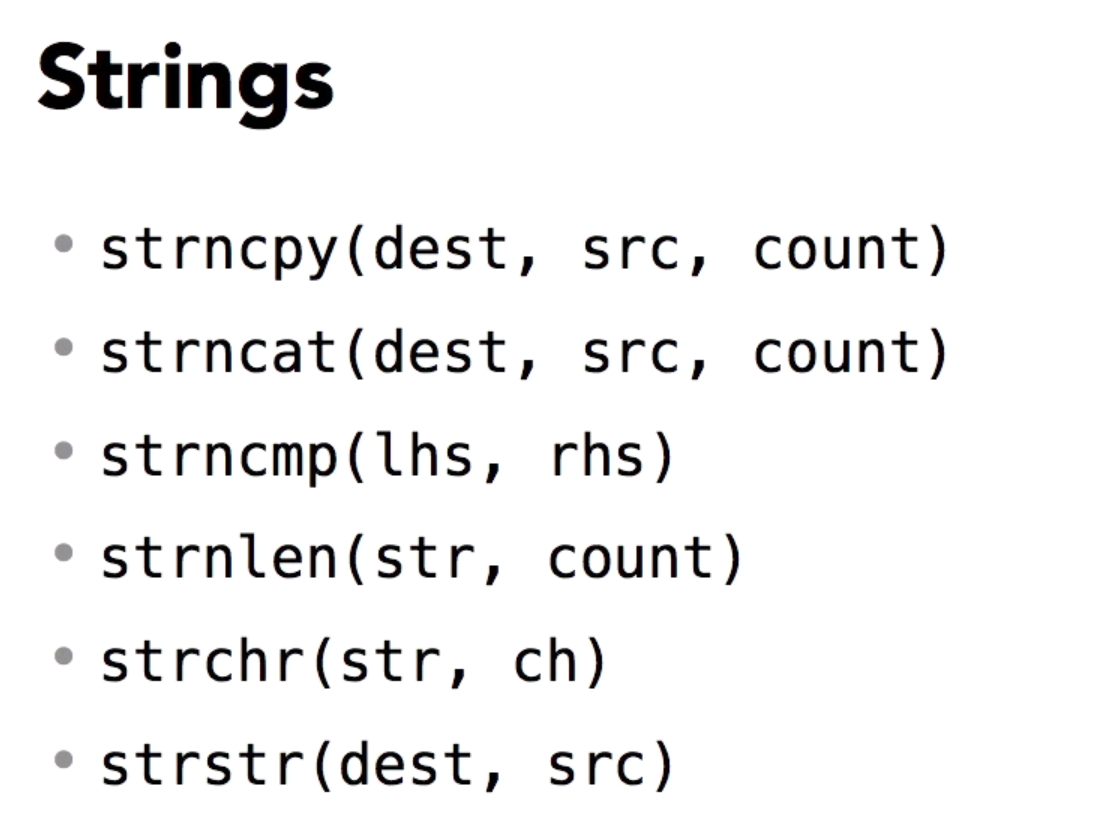 Strings
• strncpy(dest, src, count)
• strncat(dest, src, count)
• strncmp(lhs, rhs)
• strnlen(str, count)
• strchr(str, ch)
• strstr(dest, src)